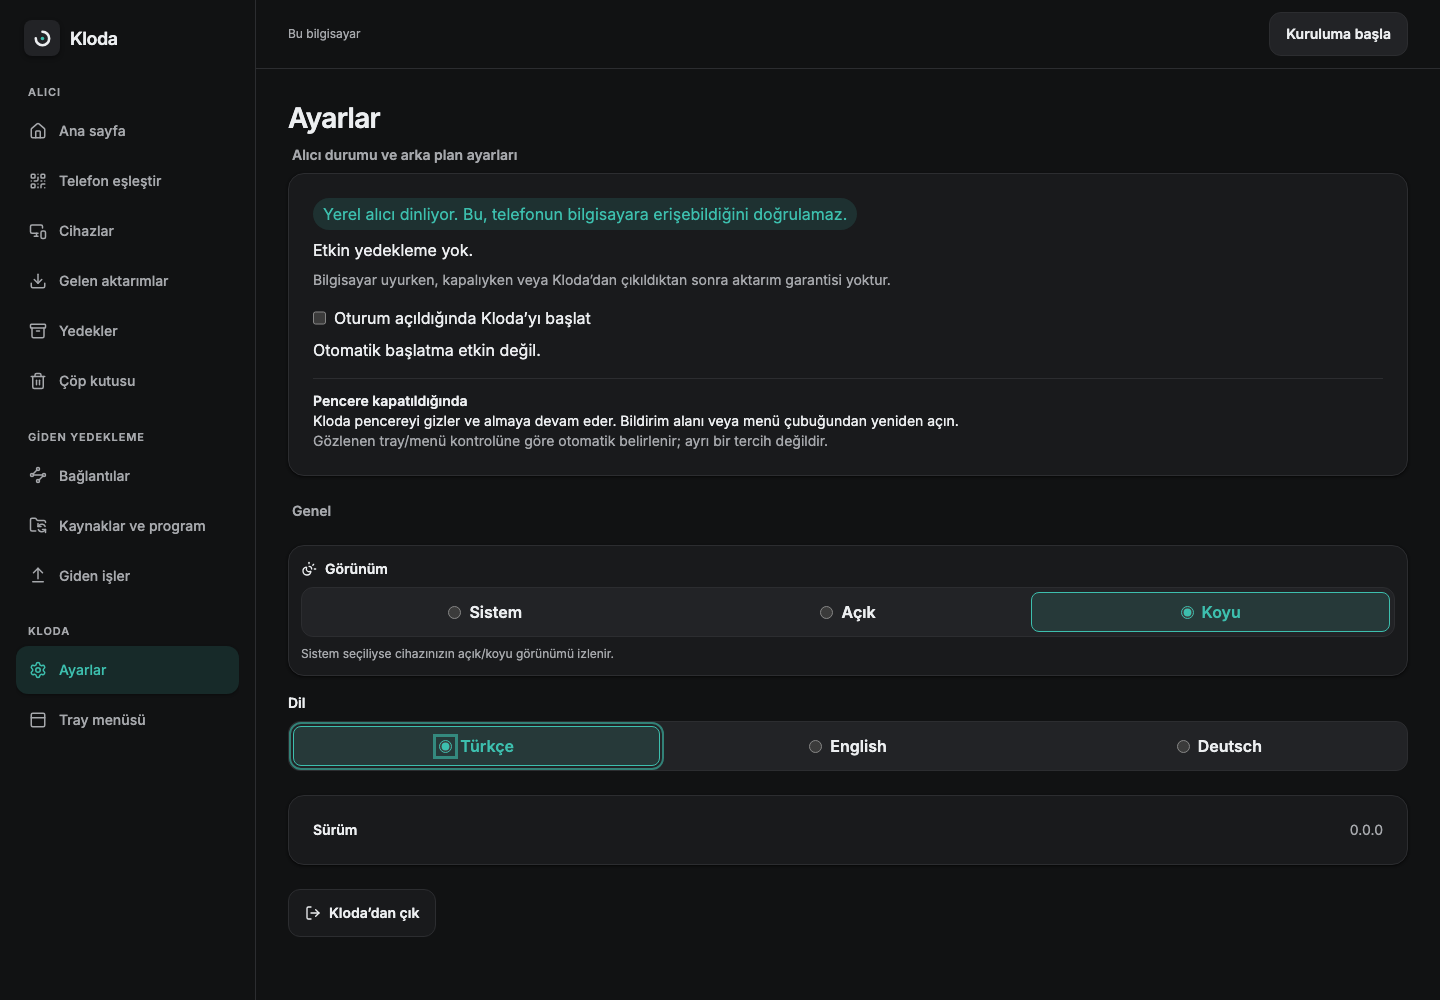 Kloda
Bu bilgisayar
Kuruluma başla
ALICI
Ana sayfa
Telefon eşleştir
Cihazlar
Gelen aktarımlar
Yedekler
Çöp kutusu
GİDEN YEDEKLEME
Bağlantılar
Kaynaklar ve program
Giden işler
KLODA
Ayarlar
Tray menüsü
Ayarlar
Alıcı durumu ve arka plan ayarları
Yerel alıcı dinliyor. Bu, telefonun bilgisayara erişebildiğini doğrulamaz.
Etkin yedekleme yok.
Bilgisayar uyurken, kapalıyken veya Kloda’dan çıkıldıktan sonra aktarım garantisi yoktur.
Oturum açıldığında Kloda’yı başlat
Otomatik başlatma etkin değil.
Pencere kapatıldığında
Kloda pencereyi gizler ve almaya devam eder. Bildirim alanı veya menü çubuğundan yeniden açın.
Gözlenen tray/menü kontrolüne göre otomatik belirlenir; ayrı bir tercih değildir.
Genel
Görünüm
Sistem
Açık
Koyu
Sistem seçiliyse cihazınızın açık/koyu görünümü izlenir.
Dil
Türkçe
English
Deutsch
Sürüm
0.0.0
Kloda’dan çık